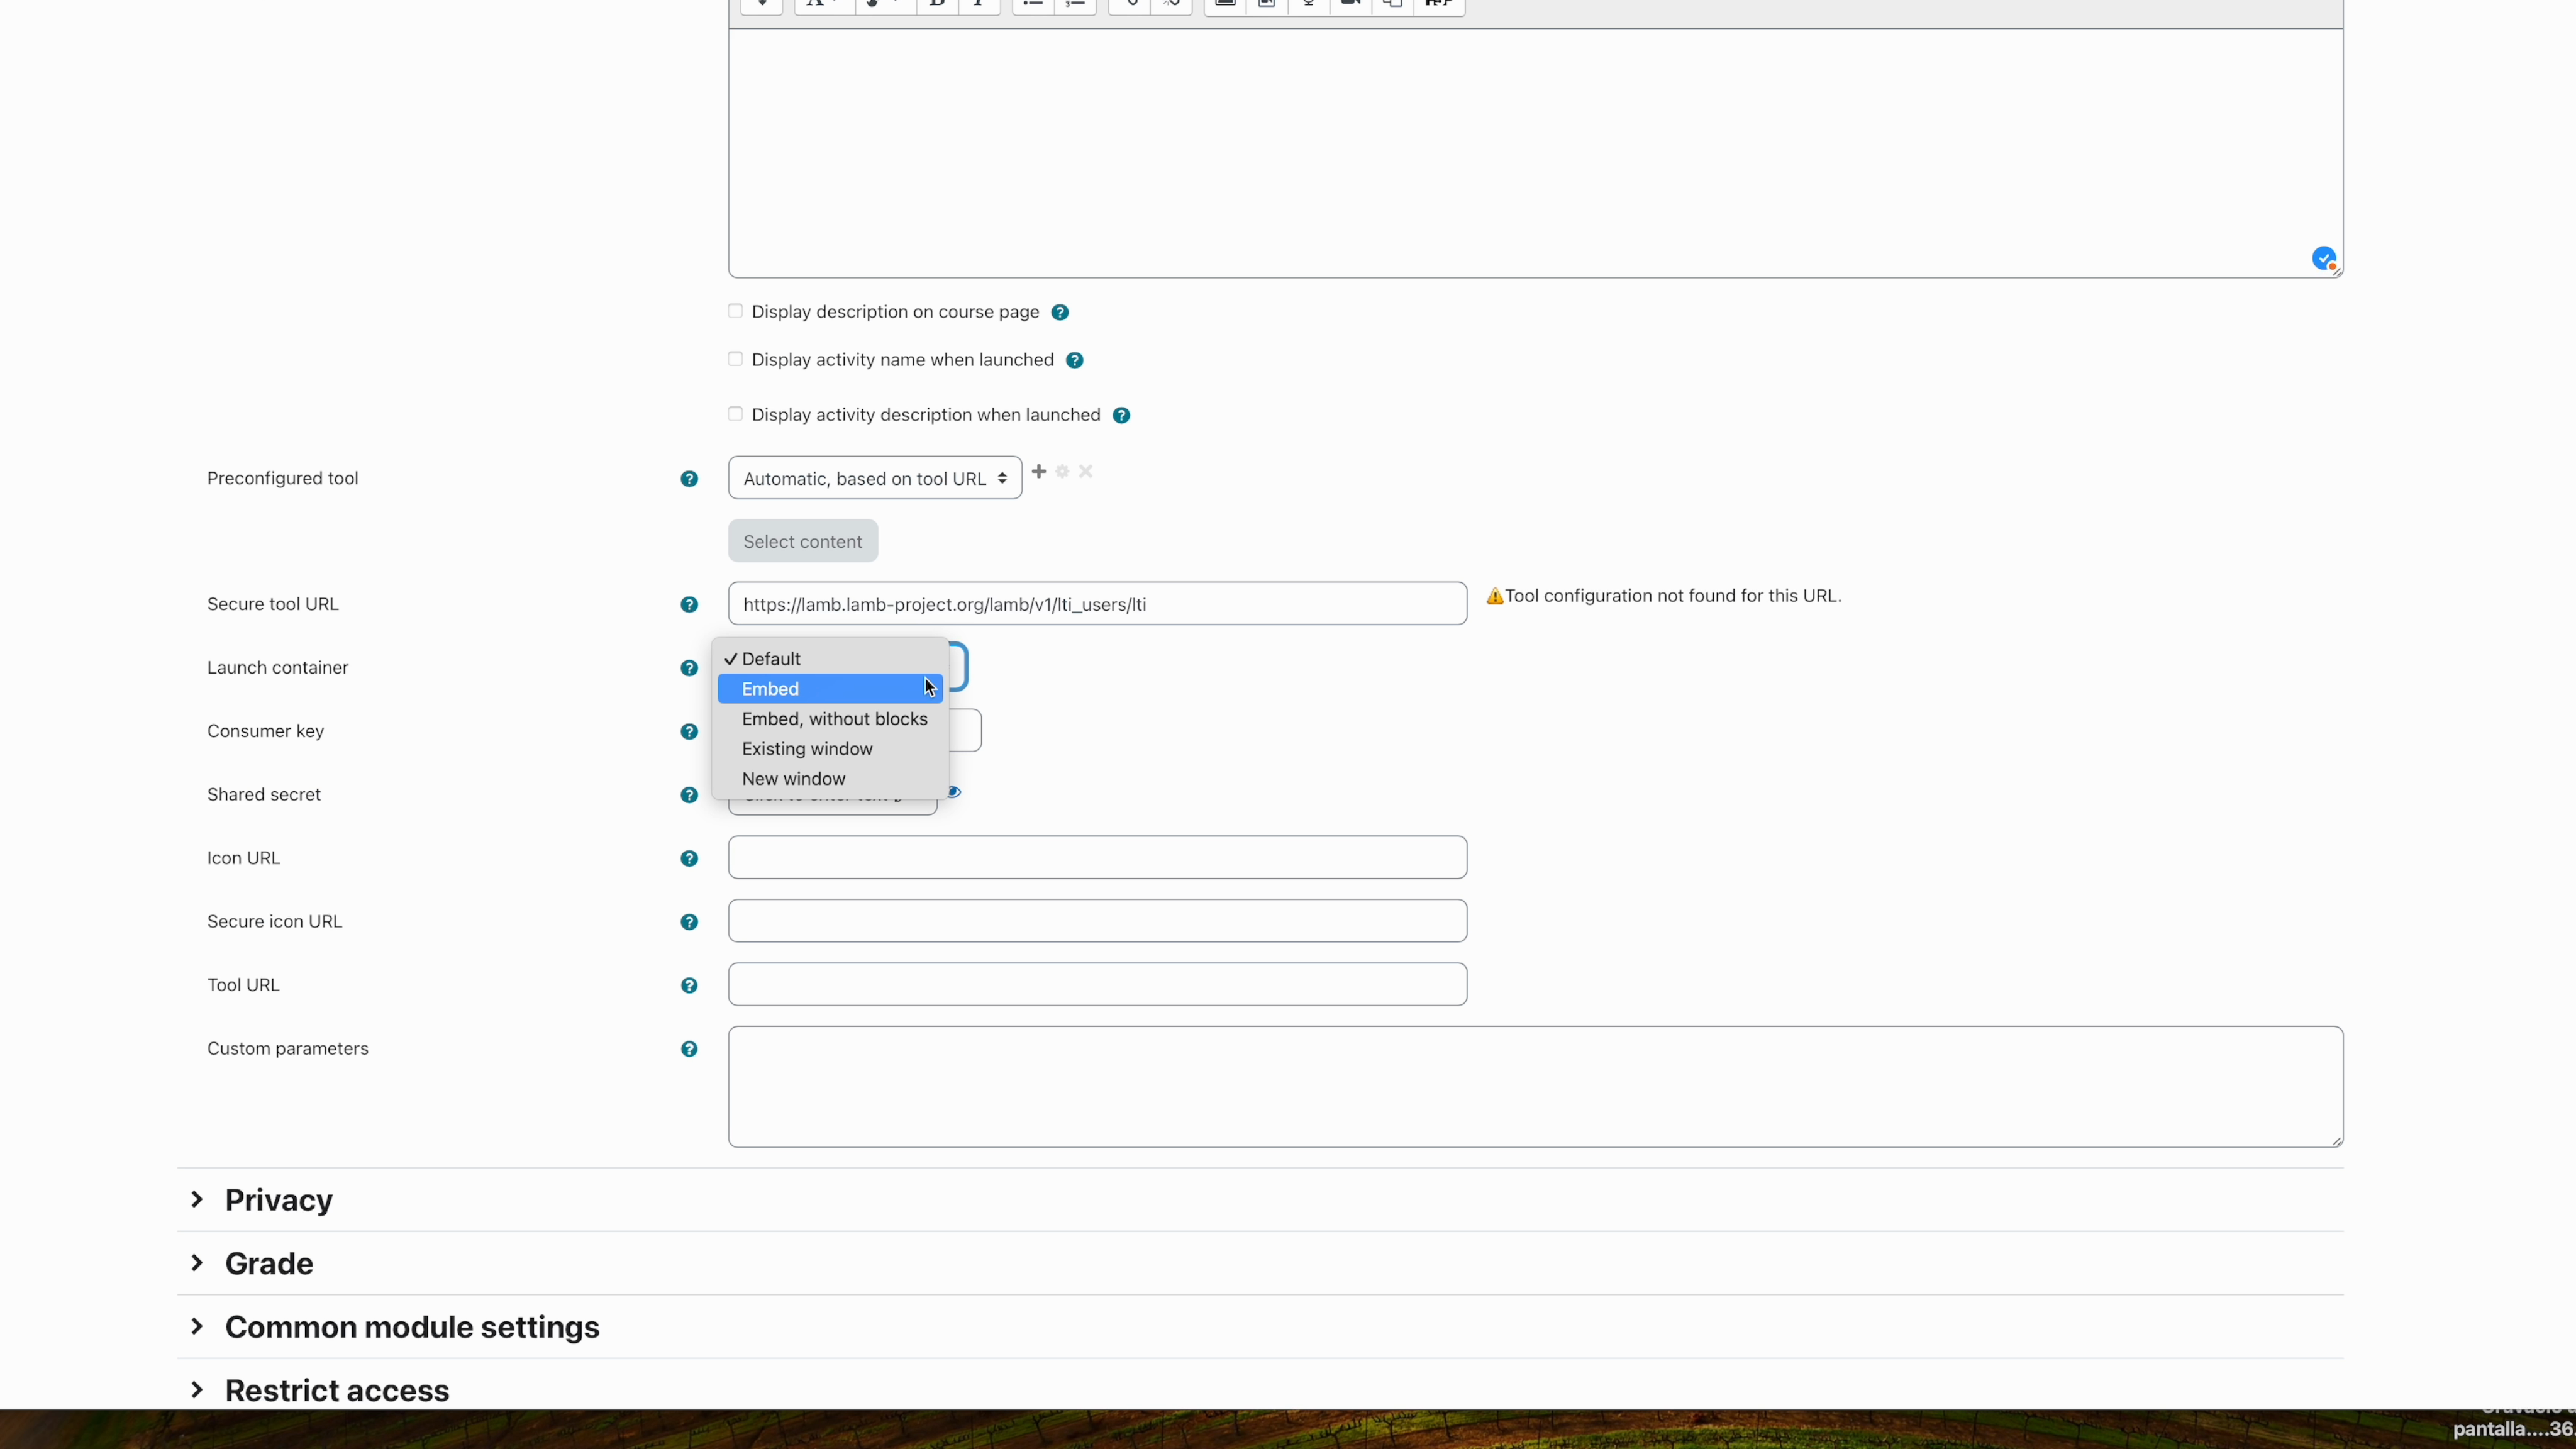 Display description on course page
Display activity name when launched
Display activity description when launched
Preconfigured tool
Automatic, based on tool URL
Select content
Secure tool URL
https://lamb.lamb-project.org/lamb/v1/lti_users/lti
Tool configuration not found for this URL.
Launch container
✓ Default
Embed
Embed, without blocks
Existing window
New window
Consumer key
Shared secret
Icon URL
Secure icon URL
Tool URL
Custom parameters
Privacy
Grade
Common module settings
Restrict access
pantalla....36